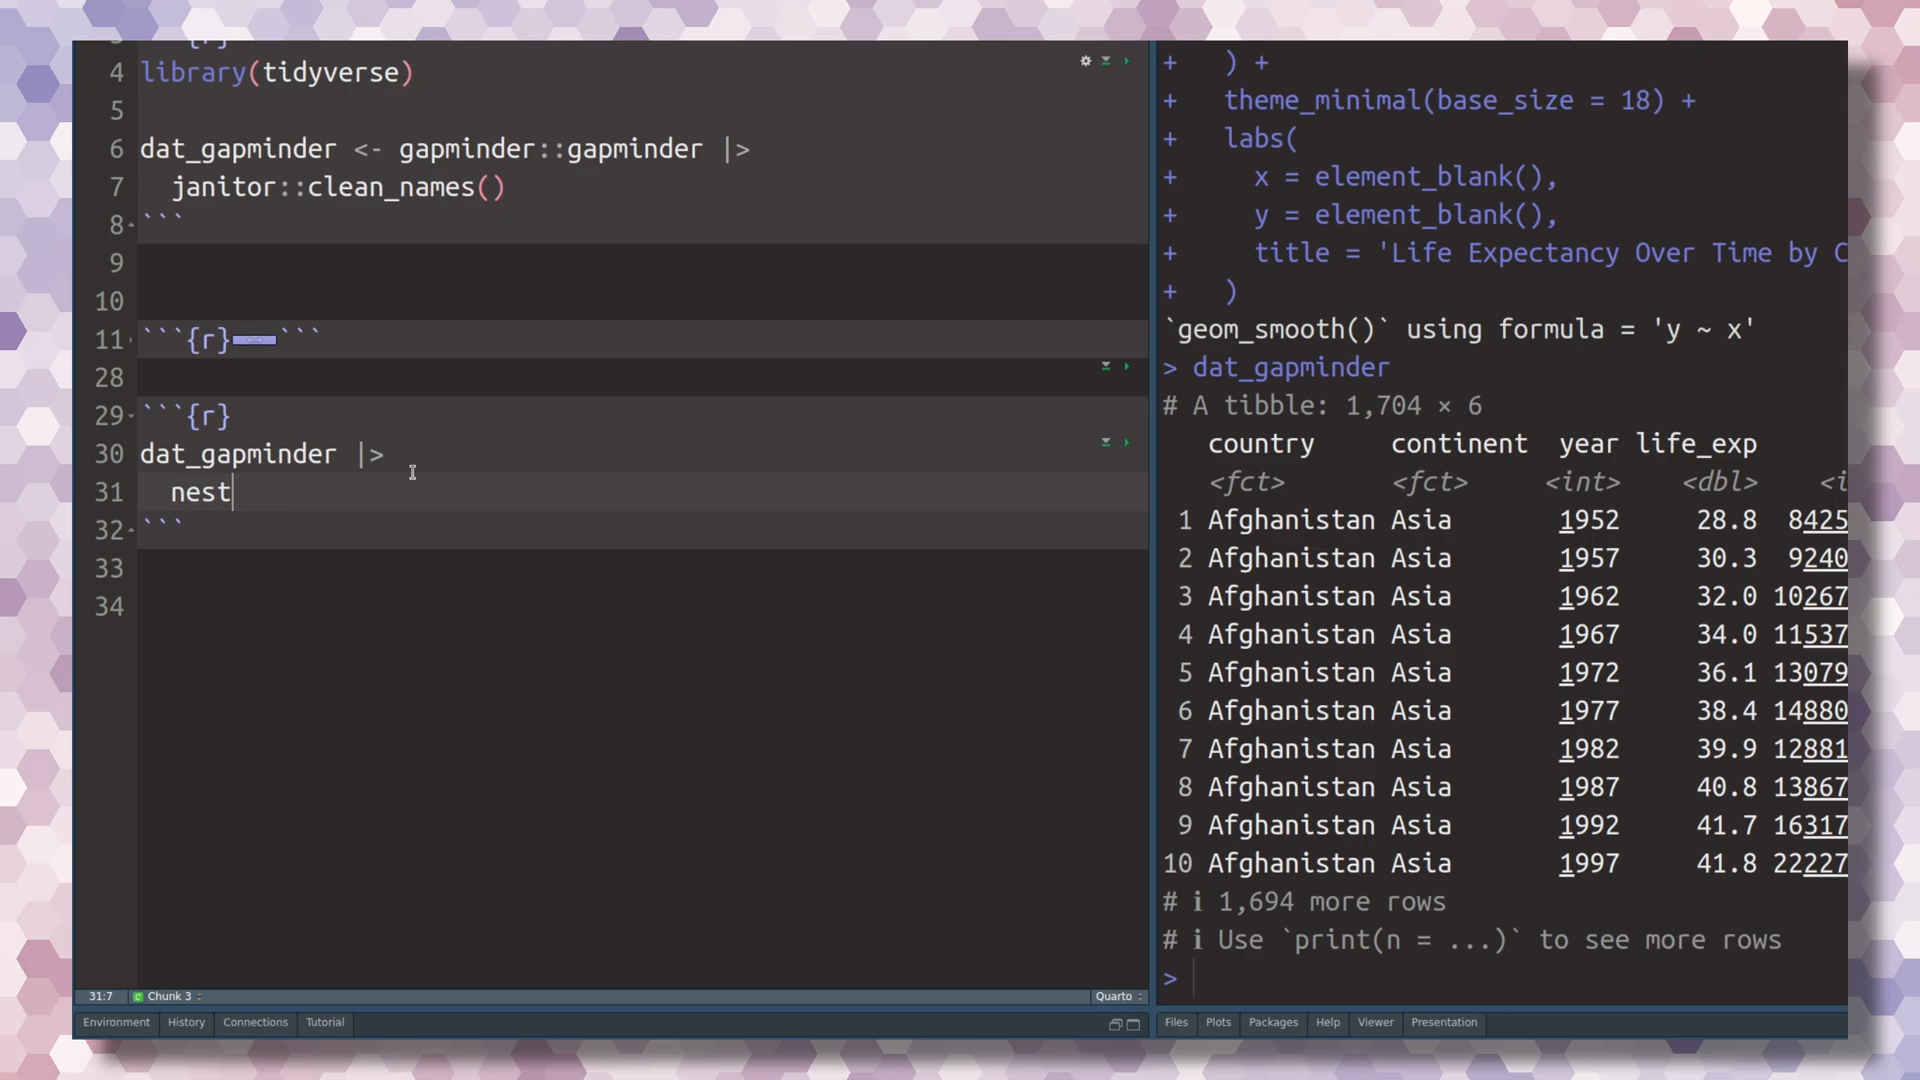 4 library(tidyverse)
5
6 dat_gapminder <- gapminder::gapminder |>
7 janitor::clean_names()
8 ```
9
10
11 ```{r} ```
28
29 ```{r}
30 dat_gapminder |>
31 nest
32 ```
33
34
31:7 Chunk 3 Quarto
Environment History Connections Tutorial
+ ) +
+ theme_minimal(base_size = 18) +
+ labs(
+ x = element_blank(),
+ y = element_blank(),
+ title = 'Life Expectancy Over Time by C
+ )
`geom_smooth()` using formula = 'y ~ x'
> dat_gapminder
# A tibble: 1,704 × 6
country continent year life_exp
<fct> <fct> <int> <dbl> <i
1 Afghanistan Asia 1952 28.8 8425
2 Afghanistan Asia 1957 30.3 9240
3 Afghanistan Asia 1962 32.0 10267
4 Afghanistan Asia 1967 34.0 11537
5 Afghanistan Asia 1972 36.1 13079
6 Afghanistan Asia 1977 38.4 14880
7 Afghanistan Asia 1982 39.9 12881
8 Afghanistan Asia 1987 40.8 13867
9 Afghanistan Asia 1992 41.7 16317
10 Afghanistan Asia 1997 41.8 22227
# ℹ 1,694 more rows
# ℹ Use `print(n = ...)` to see more rows
>
Files Plots Packages Help Viewer Presentation